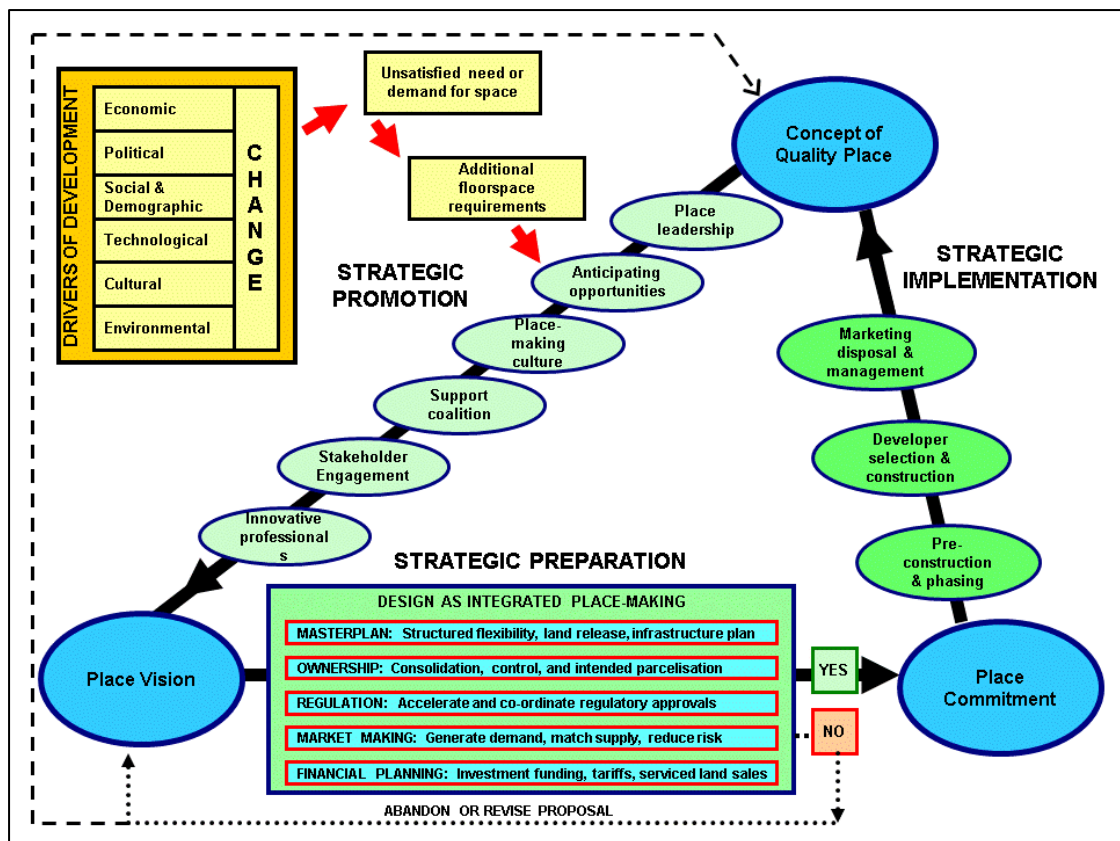 DRIVERS OF DEVELOPMENT
Economic
Political
Social &
Demographic
Technological
Cultural
Environmental
CHANGE
Unsatisfied need or
demand for space
Additional
floorspace
requirements
Concept of
Quality Place
Place
leadership
Anticipating
opportunities
Place-
making
culture
Support
coalition
Stakeholder
Engagement
Innovative
professional
s
STRATEGIC
PROMOTION
STRATEGIC
IMPLEMENTATION
Marketing
disposal &
management
Developer
selection &
construction
Pre-
construction
& phasing
STRATEGIC PREPARATION
DESIGN AS INTEGRATED PLACE-MAKING
MASTERPLAN: Structured flexibility, land release, infrastructure plan
OWNERSHIP: Consolidation, control, and intended parcelisation
REGULATION: Accelerate and co-ordinate regulatory approvals
MARKET MAKING: Generate demand, match supply, reduce risk
FINANCIAL PLANNING: Investment funding, tariffs, serviced land sales
Place Vision
YES
NO
Place
Commitment
ABANDON OR REVISE PROPOSAL